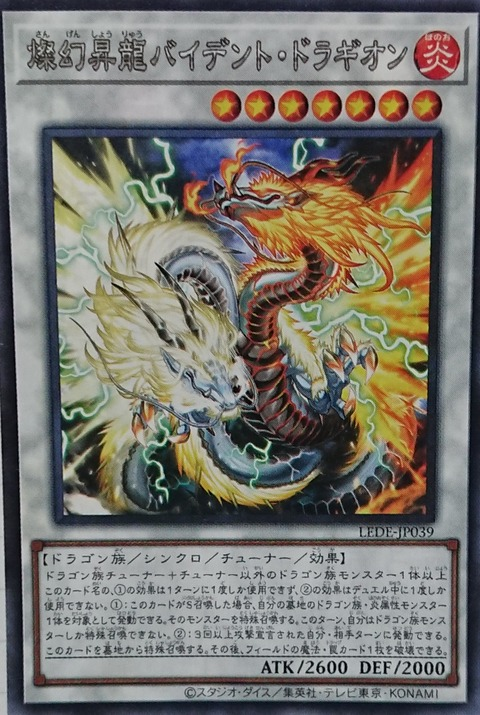 燦幻昇龍バイデント・ドラギオン
炎
LEDE-JP039
【ドラゴン族／シンクロ／チューナー／効果】
ドラゴン族チューナー＋チューナー以外のドラゴン族モンスター１体以上
このカード名の、①の効果は１ターンに１度しか使用できず、②の効果はデュエル中に１度しか
使用できない。①：このカードがＳ召喚した場合、自分の墓地のドラゴン族・炎属性モンスター
１体を対象として発動できる。そのモンスターを特殊召喚する。このターン、自分はドラゴン族モンス
ターしか特殊召喚できない。②：３回以上攻撃宣言された自分・相手ターンに発動できる。
このカードを墓地から特殊召喚する。その後、フィールドの魔法・罠カード１枚を破壊できる。
ATK/2600 DEF/2000
©スタジオ・ダイス／集英社・テレビ東京・KONAMI